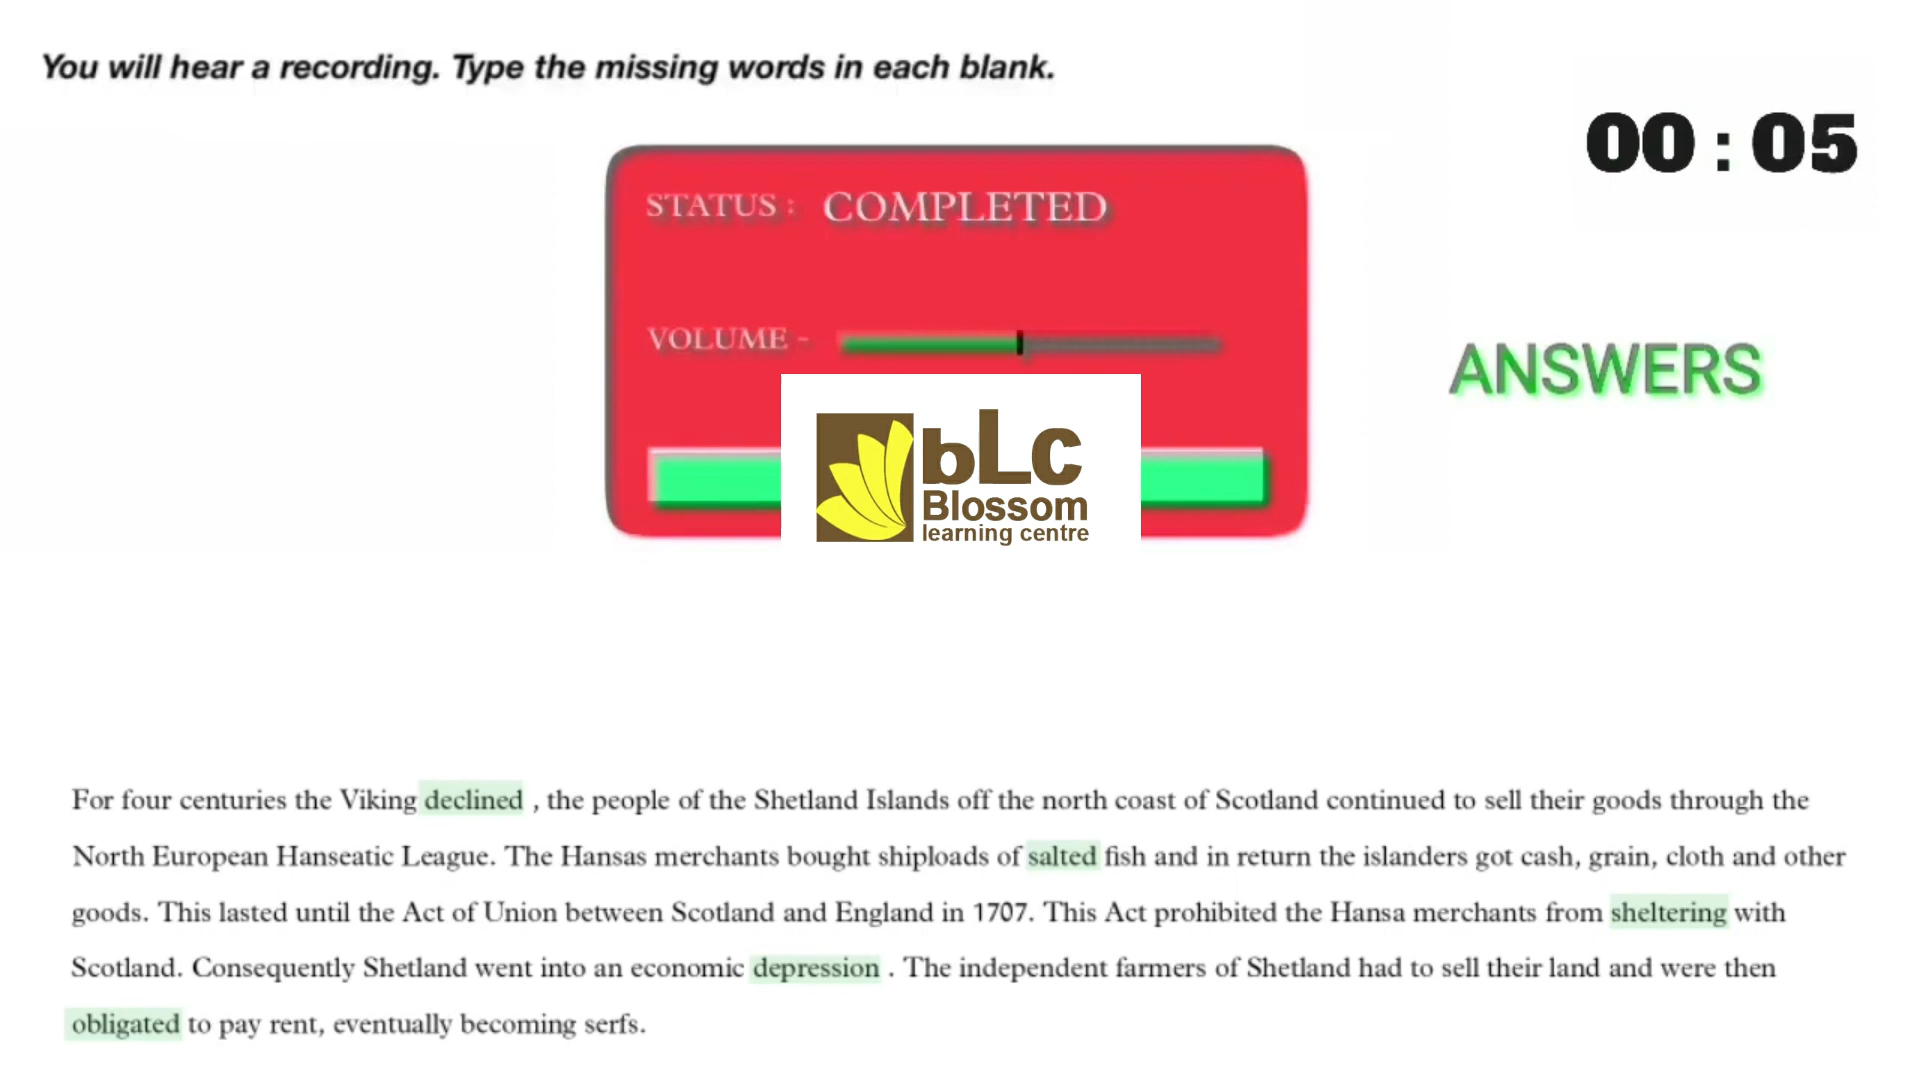 You will hear a recording. Type the missing words in each blank.
00 : 05
STATUS : COMPLETED
VOLUME -
ANSWERS
bLc
Blossom
learning centre
For four centuries the Viking declined , the people of the Shetland Islands off the north coast of Scotland continued to sell their goods through the
North European Hanseatic League. The Hansas merchants bought shiploads of salted fish and in return the islanders got cash, grain, cloth and other
goods. This lasted until the Act of Union between Scotland and England in 1707. This Act prohibited the Hansa merchants from sheltering with
Scotland. Consequently Shetland went into an economic depression . The independent farmers of Shetland had to sell their land and were then
obligated to pay rent, eventually becoming serfs.